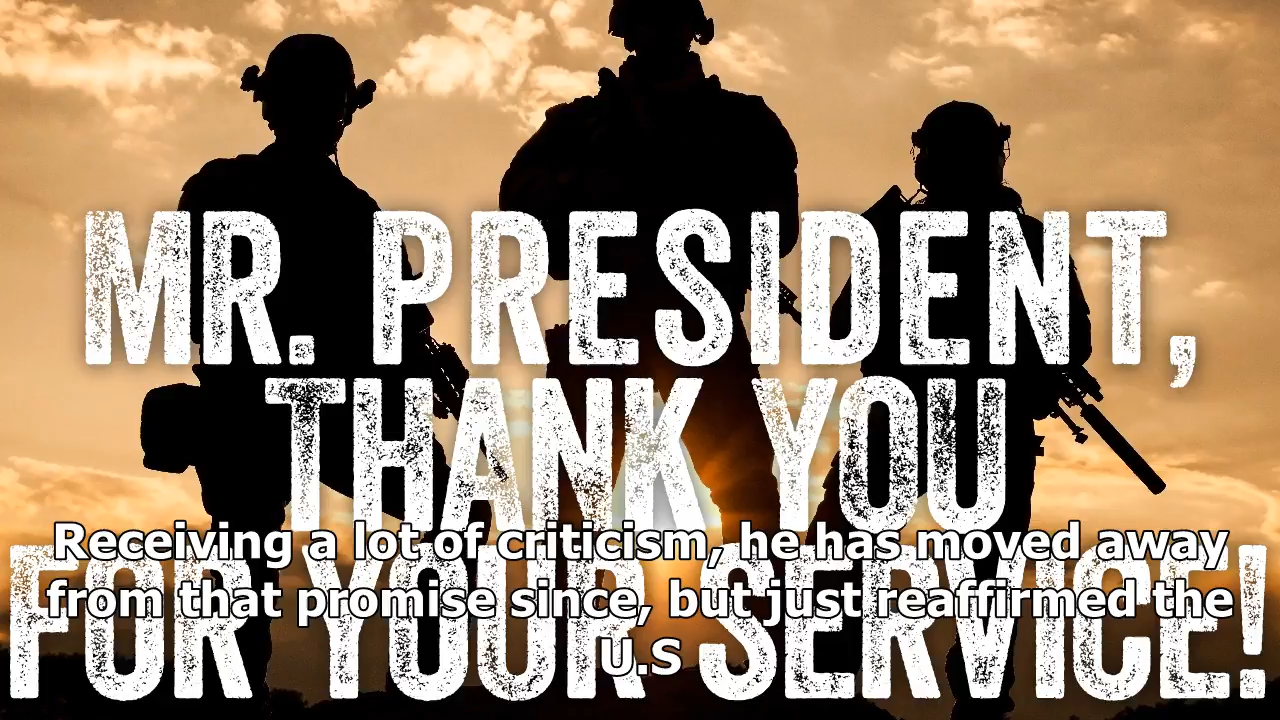 MR. PRESIDENT,
THANK YOU
FOR YOUR SERVICE!
Receiving a lot of criticism, he has moved away
from that promise since, but just reaffirmed the
U.S